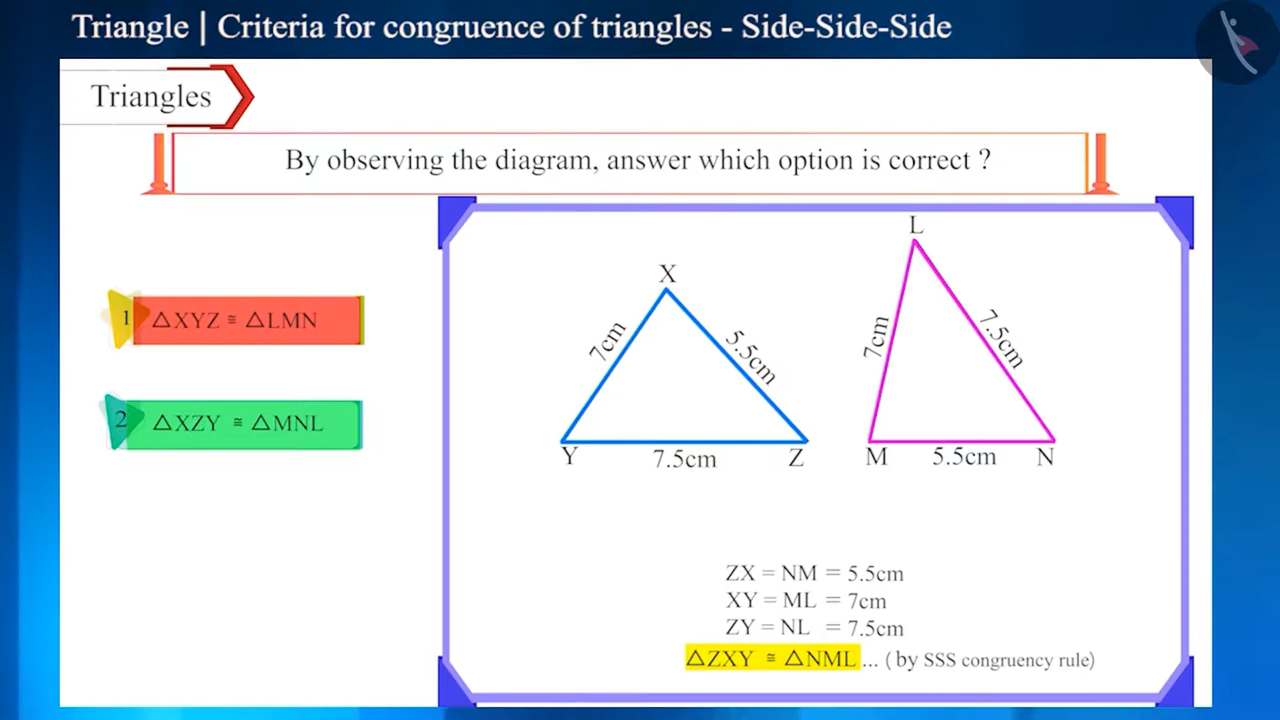 Triangle | Criteria for congruence of triangles - Side-Side-Side
Triangles
By observing the diagram, answer which option is correct ?
1 △XYZ ≅ △LMN
2 △XZY ≅ △MNL
X
7cm
5.5cm
Y
7.5cm
Z
L
7cm
7.5cm
M
5.5cm
N
ZX = NM = 5.5cm
XY = ML = 7cm
ZY = NL = 7.5cm
△ZXY ≅ △NML ... ( by SSS congruency rule)